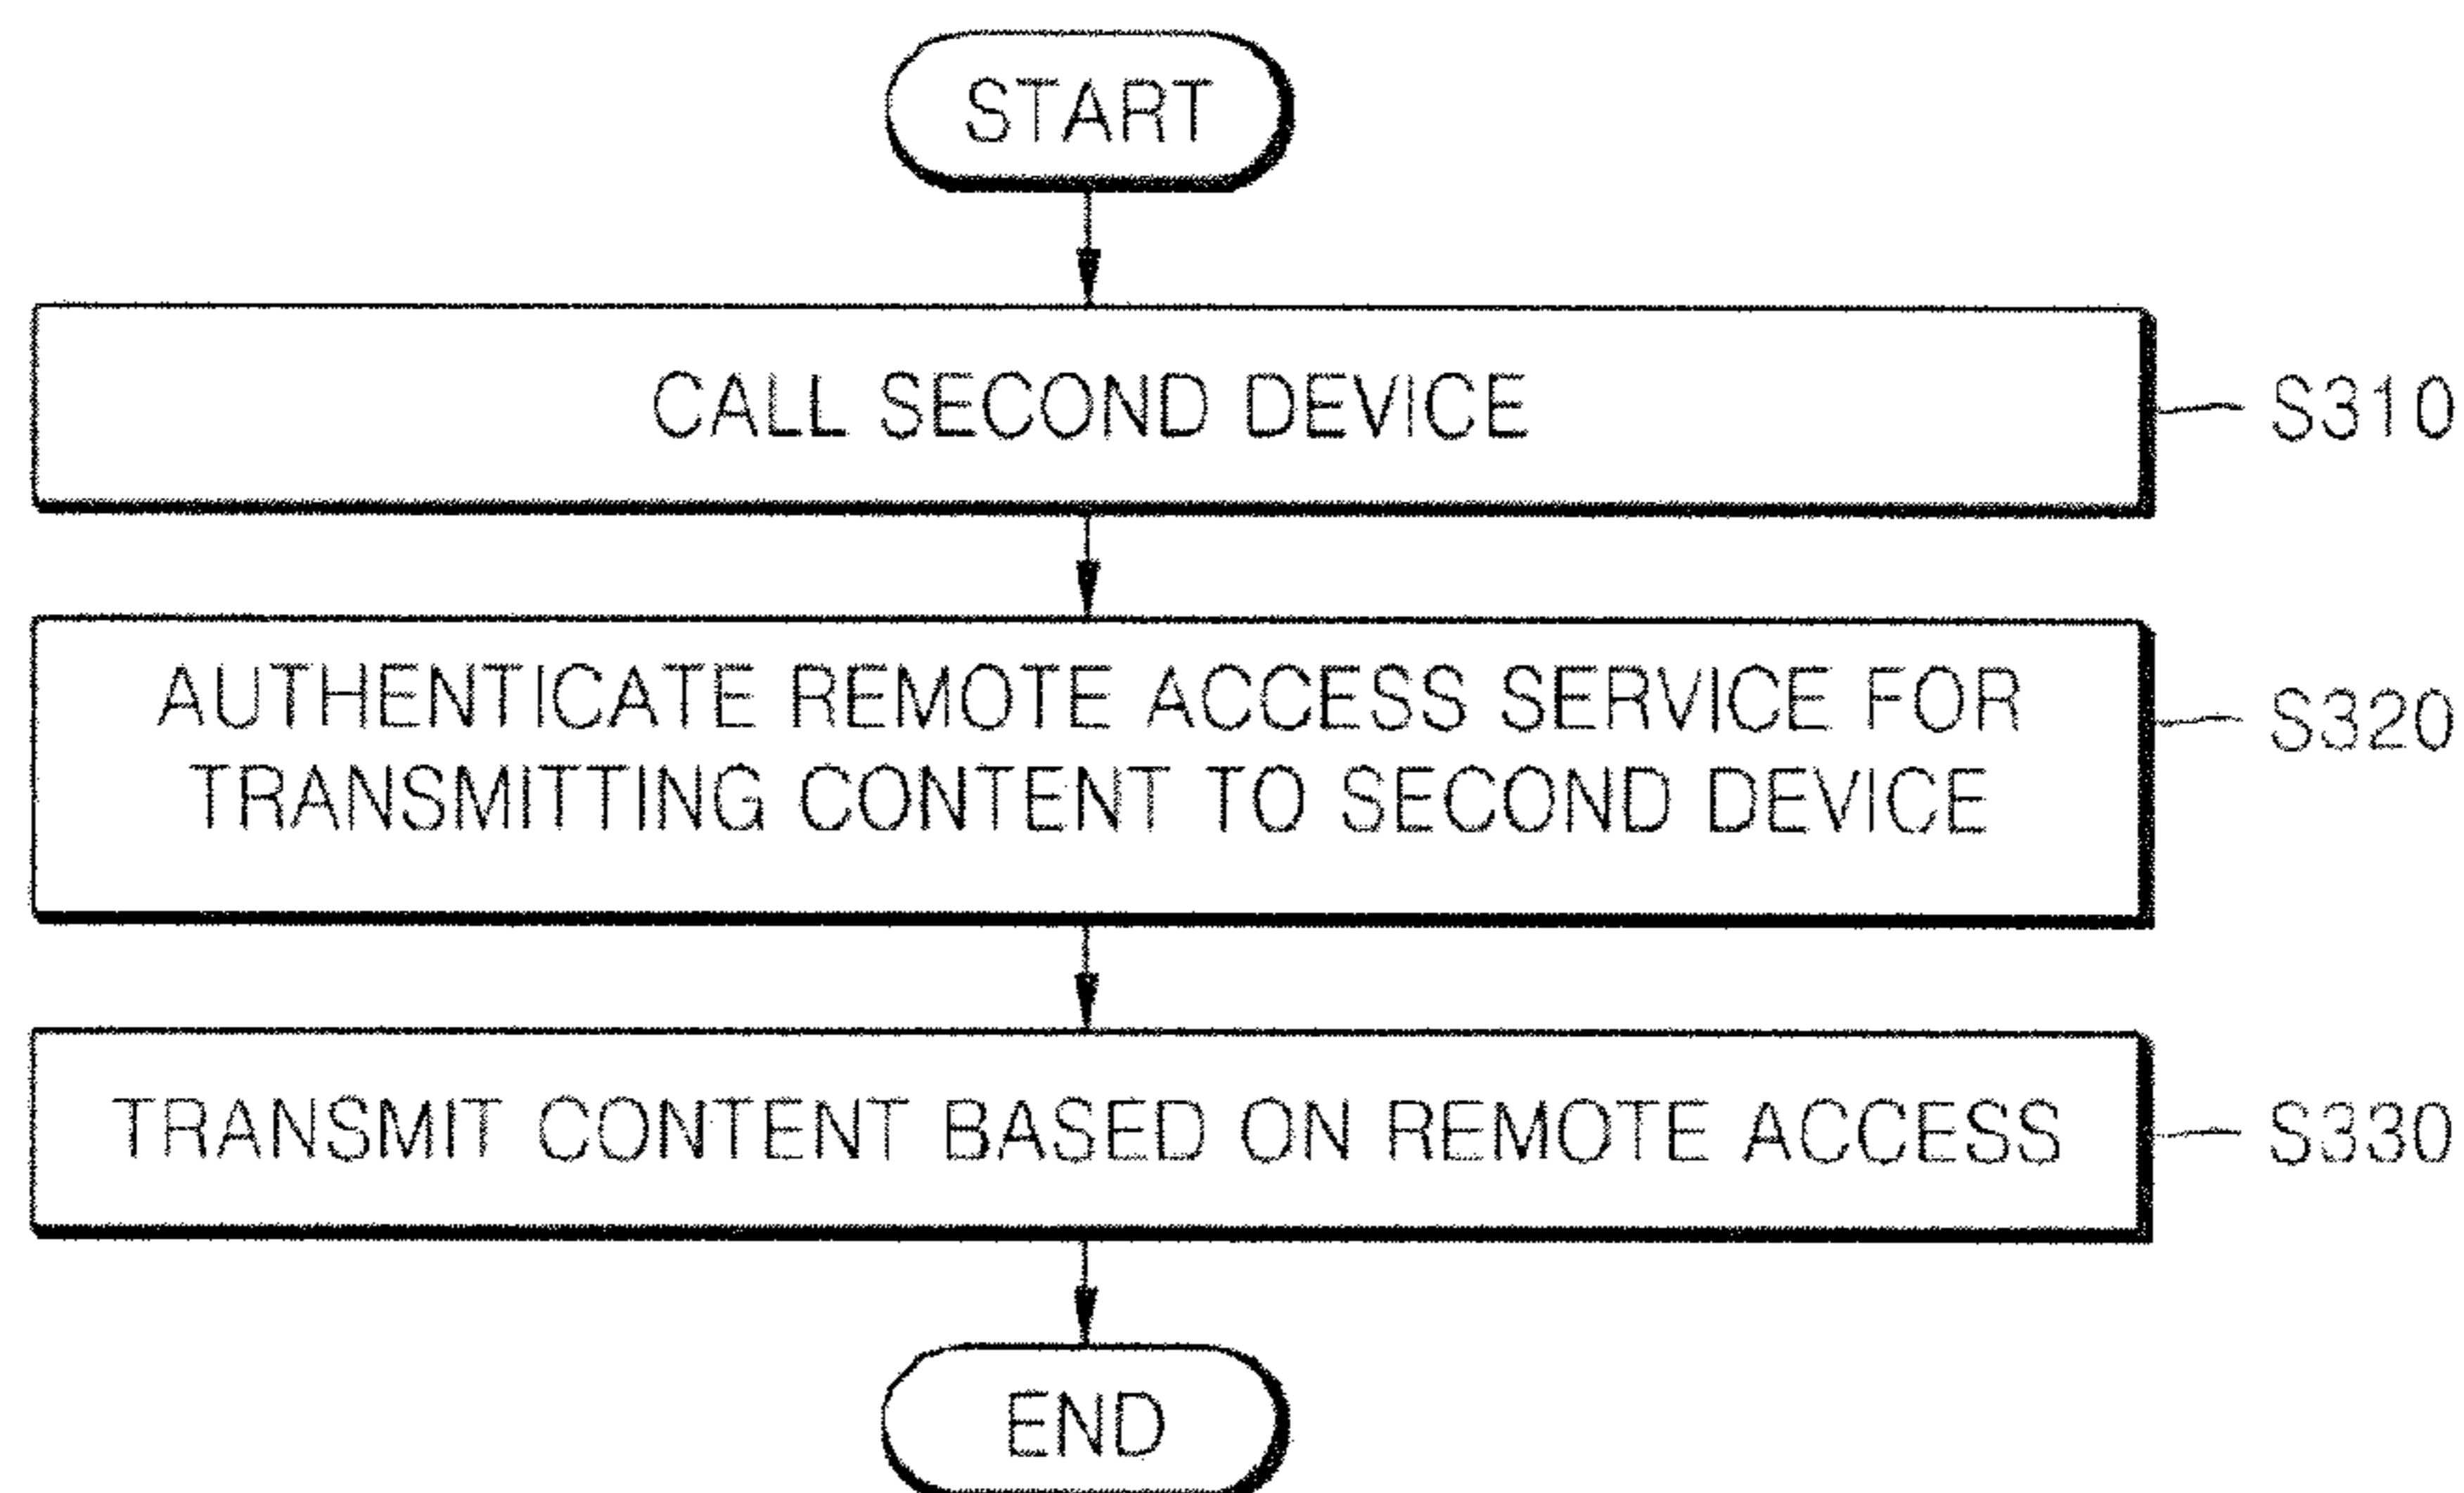 START
CALL SECOND DEVICE
S310
AUTHENTICATE REMOTE ACCESS SERVICE FOR
TRANSMITTING CONTENT TO SECOND DEVICE
S320
TRANSMIT CONTENT BASED ON REMOTE ACCESS
S330
END